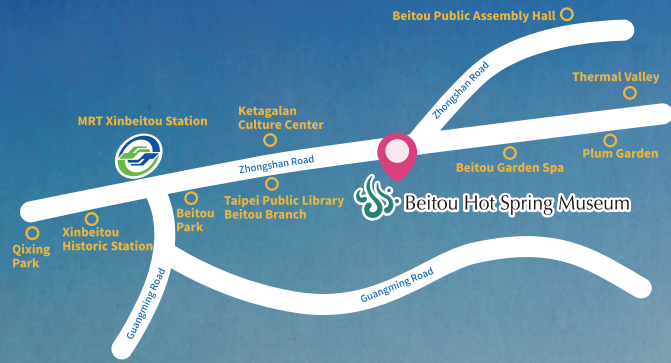 Beitou Public Assembly Hall
Zhongshan Road
Thermal Valley
Ketagalan
Culture Center
MRT Xinbeitou Station
Zhongshan Road
Plum Garden
Beitou Garden Spa
Taipei Public Library
Beitou Branch
Beitou Hot Spring Museum
Beitou
Park
Xinbeitou
Historic Station
Qixing
Park
Guangming Road
Guangming Road